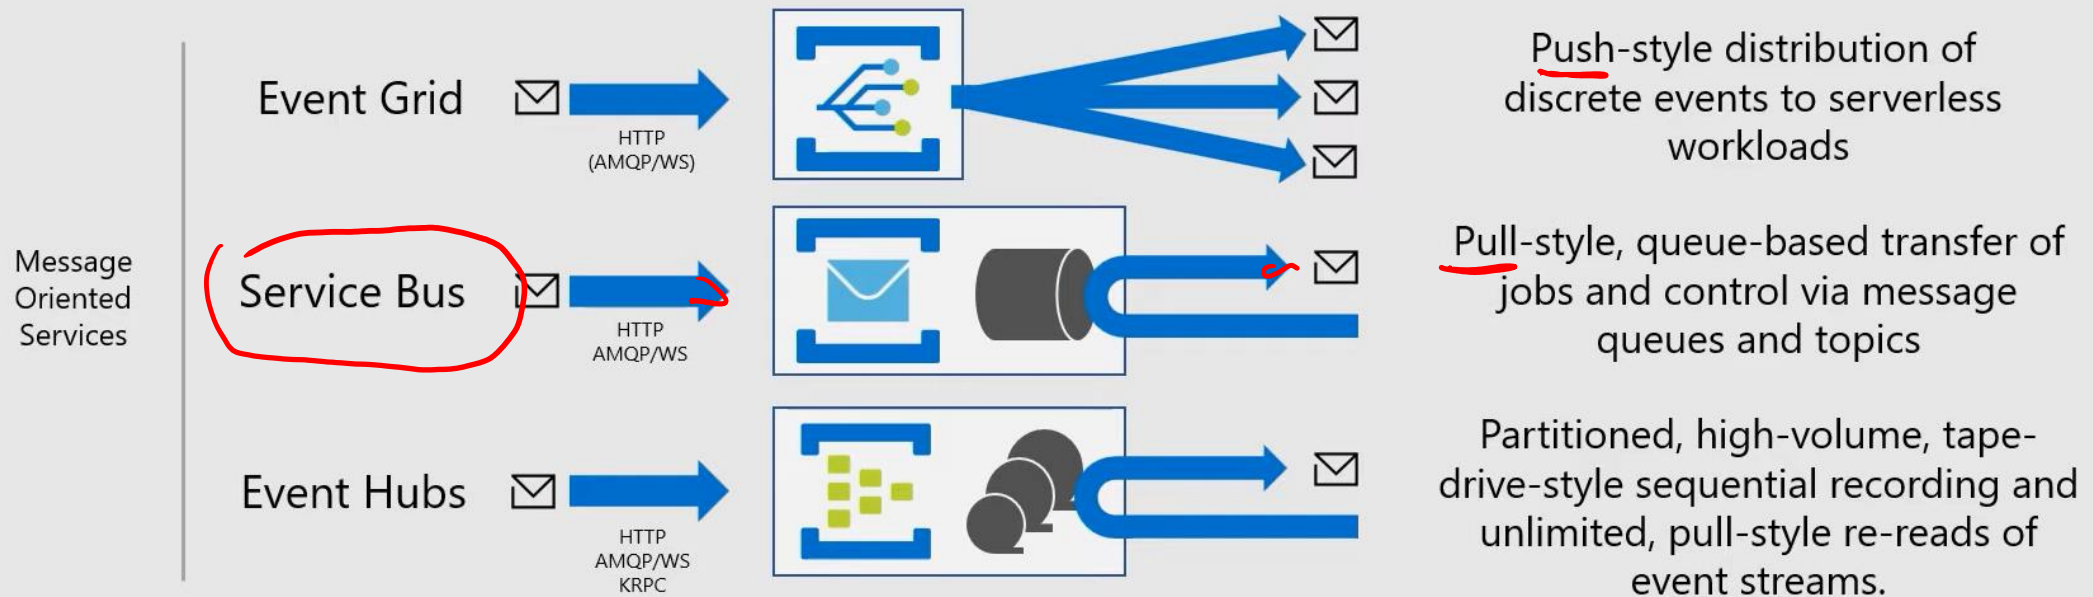 Message
Oriented
Services
Event Grid
HTTP
(AMQP/WS)
Push-style distribution of
discrete events to serverless
workloads
Service Bus
HTTP
AMQP/WS
Pull-style, queue-based transfer of
jobs and control via message
queues and topics
Event Hubs
HTTP
AMQP/WS
KRPC
Partitioned, high-volume, tape-
drive-style sequential recording and
unlimited, pull-style re-reads of
event streams.